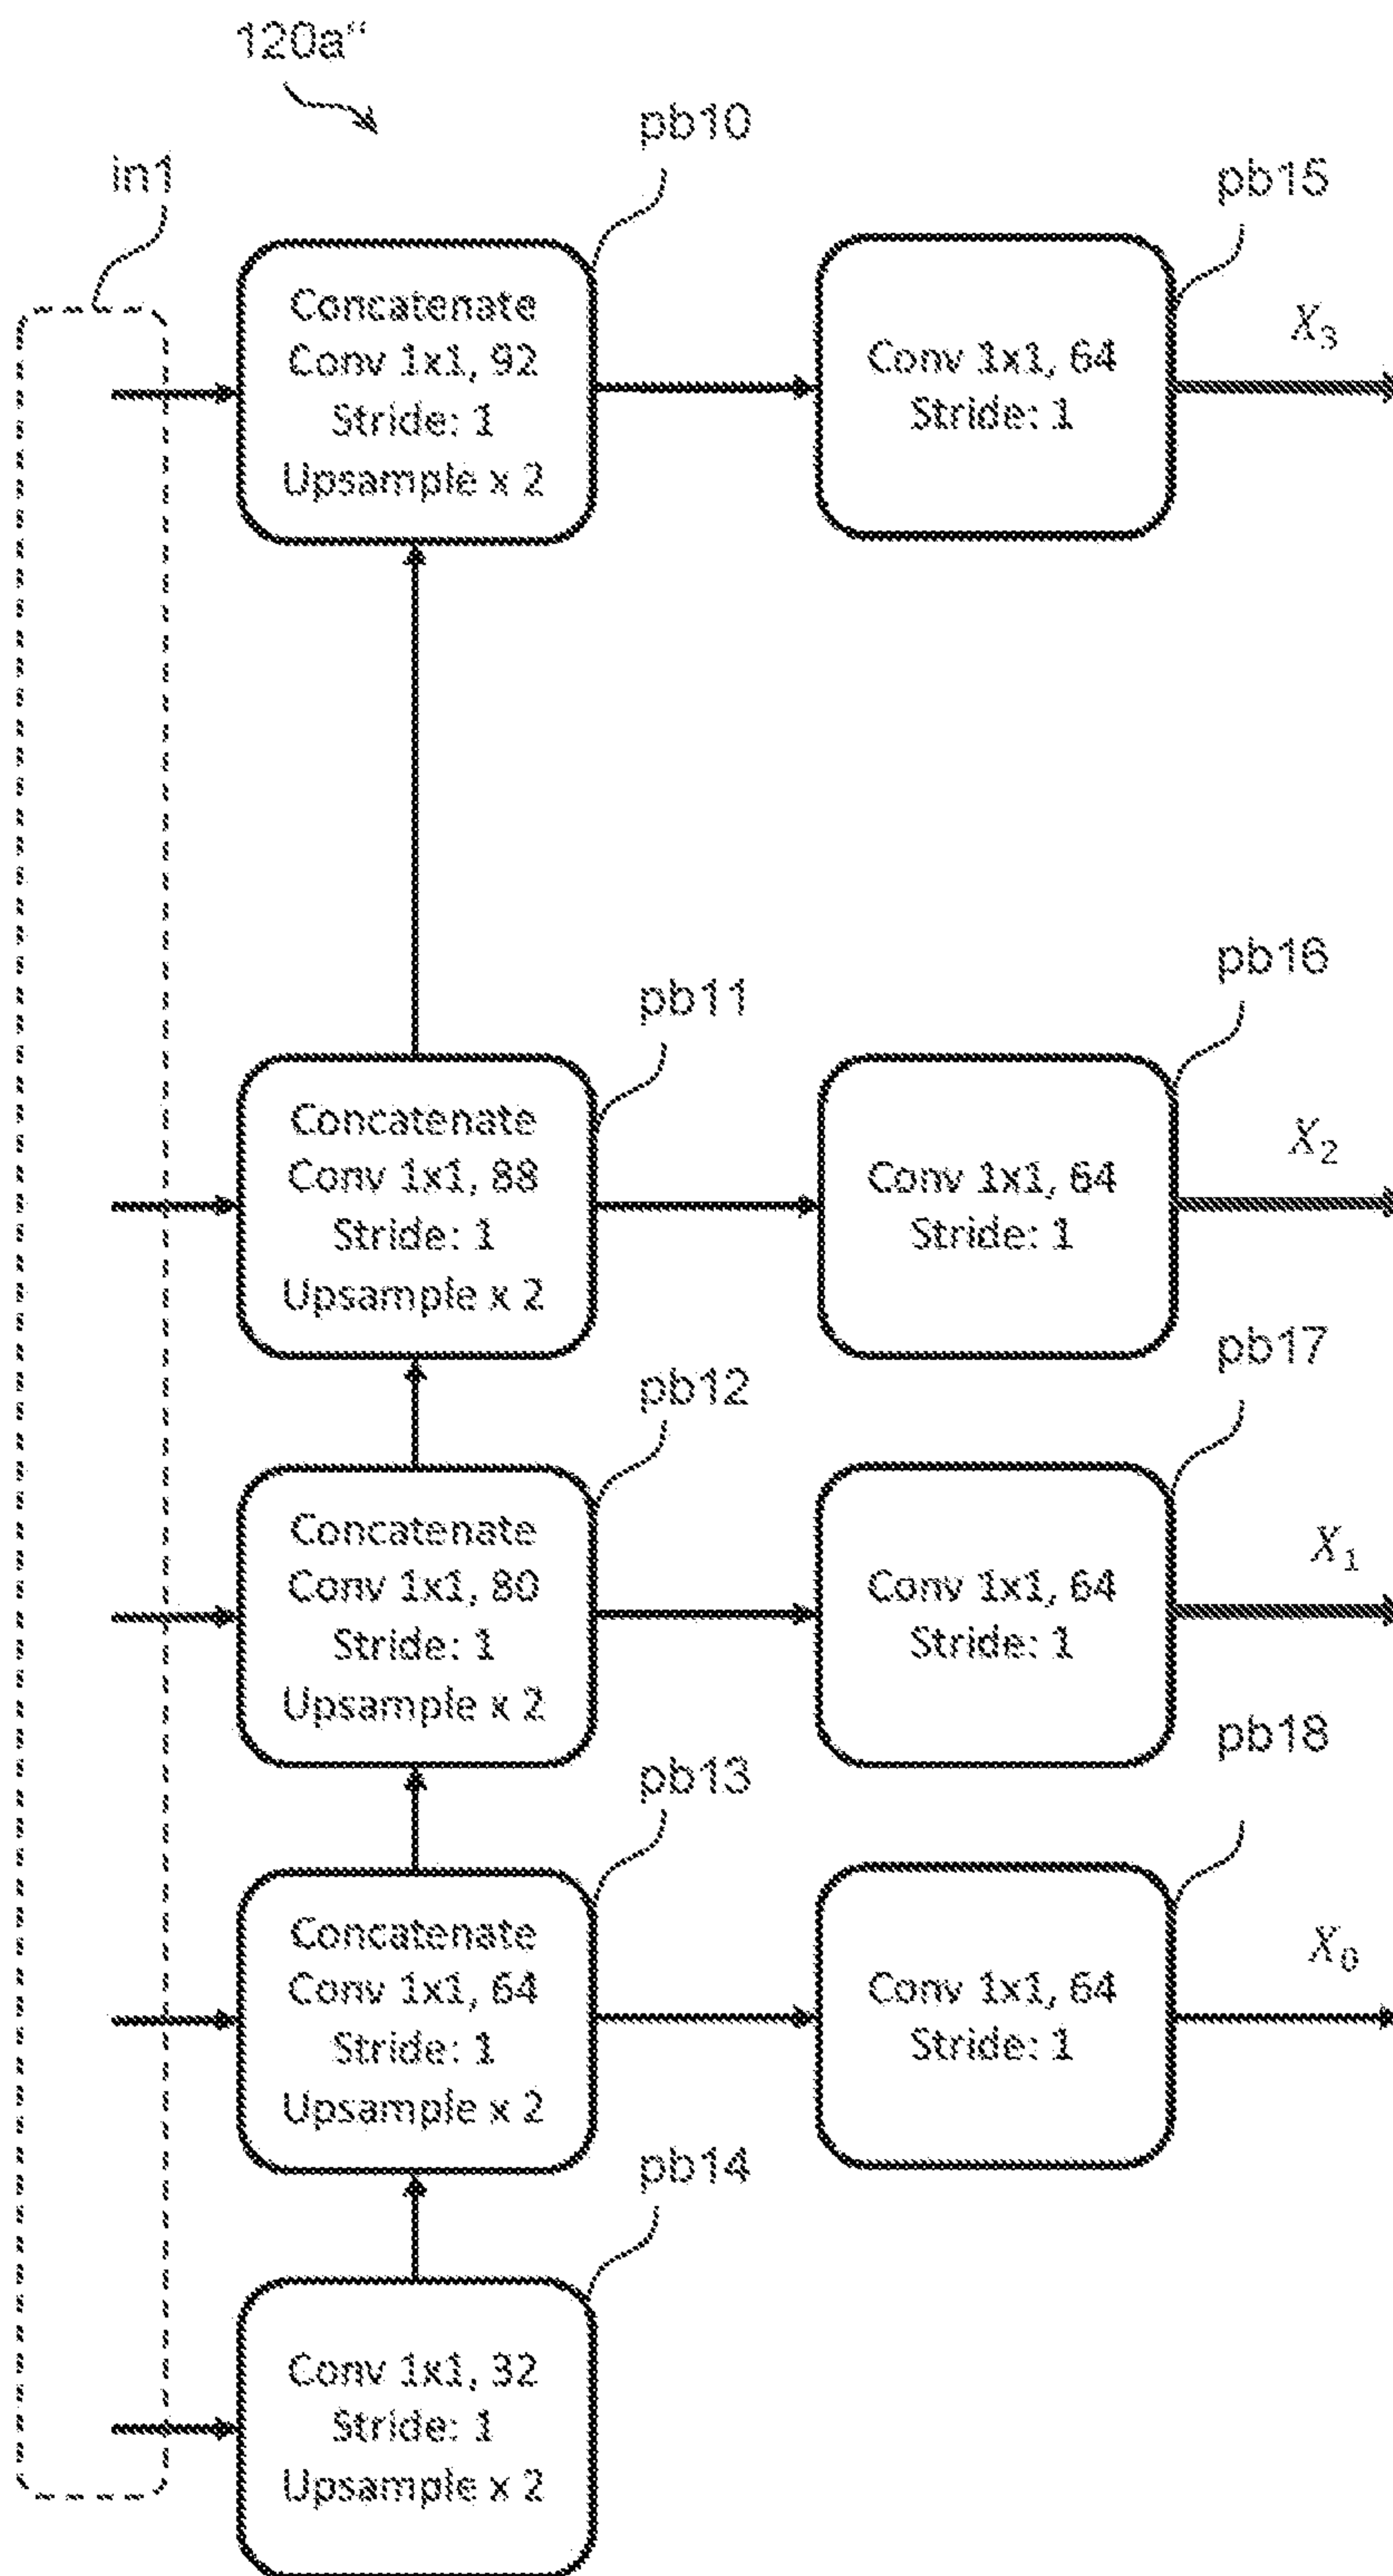 120a“
in1
pb10
pb15
Concatenate
Conv 1x1, 92
Stride: 1
Upsample x 2
Conv 1x1, 64
Stride: 1
X₃
pb11
pb16
Concatenate
Conv 1x1, 88
Stride: 1
Upsample x 2
Conv 1x1, 64
Stride: 1
X₂
pb12
pb17
Concatenate
Conv 1x1, 80
Stride: 1
Upsample x 2
Conv 1x1, 64
Stride: 1
X₁
pb13
pb18
Concatenate
Conv 1x1, 64
Stride: 1
Upsample x 2
Conv 1x1, 64
Stride: 1
X₀
pb14
Conv 1x1, 32
Stride: 1
Upsample x 2